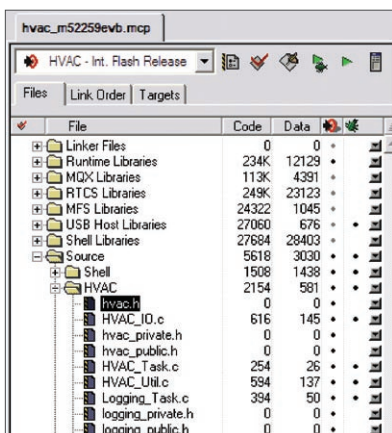 hvac_m52259evb.mcp
HVAC - Int. Flash Release
Files Link Order Targets
File Code Data
Linker Files 0 0
Runtime Libraries 234K 12129
MQX Libraries 113K 4391
RTCS Libraries 249K 23123
MFS Libraries 24322 1045
USB Host Libraries 27060 676
Shell Libraries 27684 28403
Source 5618 3030
Shell 1508 1438
HVAC 2154 581
hvac.h 0 0
HVAC_IO.c 616 145
hvac_private.h 0 0
hvac_public.h 0 0
HVAC_Task.c 254 26
HVAC_Util.c 594 137
Logging_Task.c 394 50
logging_private.h 0 0
logging_public.h 0 0